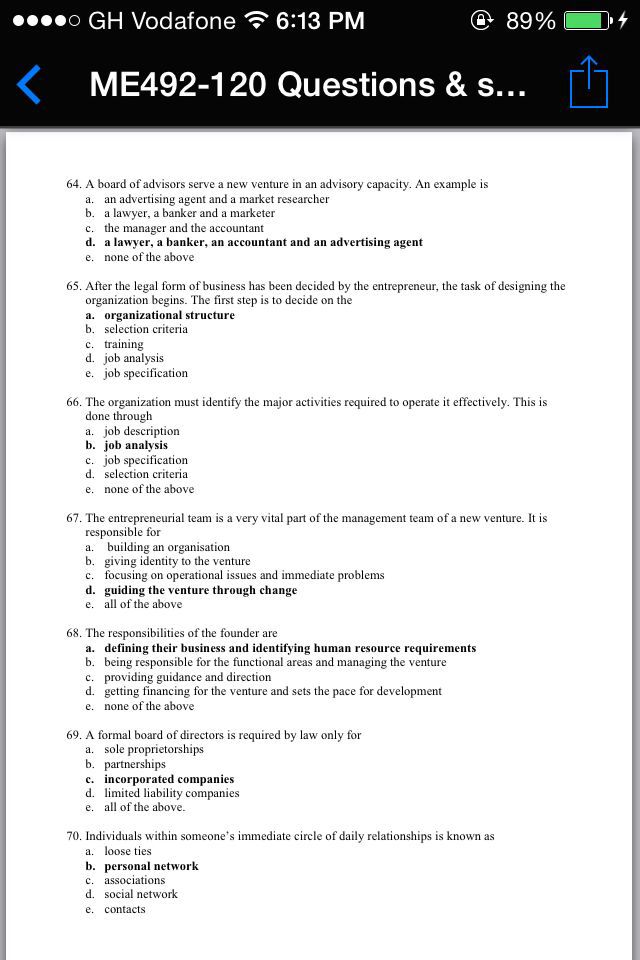 GH Vodafone 6:13 PM 89%
ME492-120 Questions & s...
64. A board of advisors serve a new venture in an advisory capacity. An example is
a. an advertising agent and a market researcher
b. a lawyer, a banker and a marketer
c. the manager and the accountant
d. a lawyer, a banker, an accountant and an advertising agent
e. none of the above
65. After the legal form of business has been decided by the entrepreneur, the task of designing the
organization begins. The first step is to decide on the
a. organizational structure
b. selection criteria
c. training
d. job analysis
e. job specification
66. The organization must identify the major activities required to operate it effectively. This is
done through
a. job description
b. job analysis
c. job specification
d. selection criteria
e. none of the above
67. The entrepreneurial team is a very vital part of the management team of a new venture. It is
responsible for
a. building an organisation
b. giving identity to the venture
c. focusing on operational issues and immediate problems
d. guiding the venture through change
e. all of the above
68. The responsibilities of the founder are
a. defining their business and identifying human resource requirements
b. being responsible for the functional areas and managing the venture
c. providing guidance and direction
d. getting financing for the venture and sets the pace for development
e. none of the above
69. A formal board of directors is required by law only for
a. sole proprietorships
b. partnerships
c. incorporated companies
d. limited liability companies
e. all of the above.
70. Individuals within someone's immediate circle of daily relationships is known as
a. loose ties
b. personal network
c. associations
d. social network
e. contacts